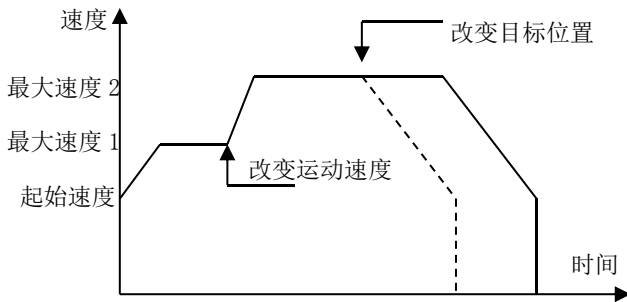 速度
改变目标位置
最大速度 2
最大速度 1
改变运动速度
起始速度
时间